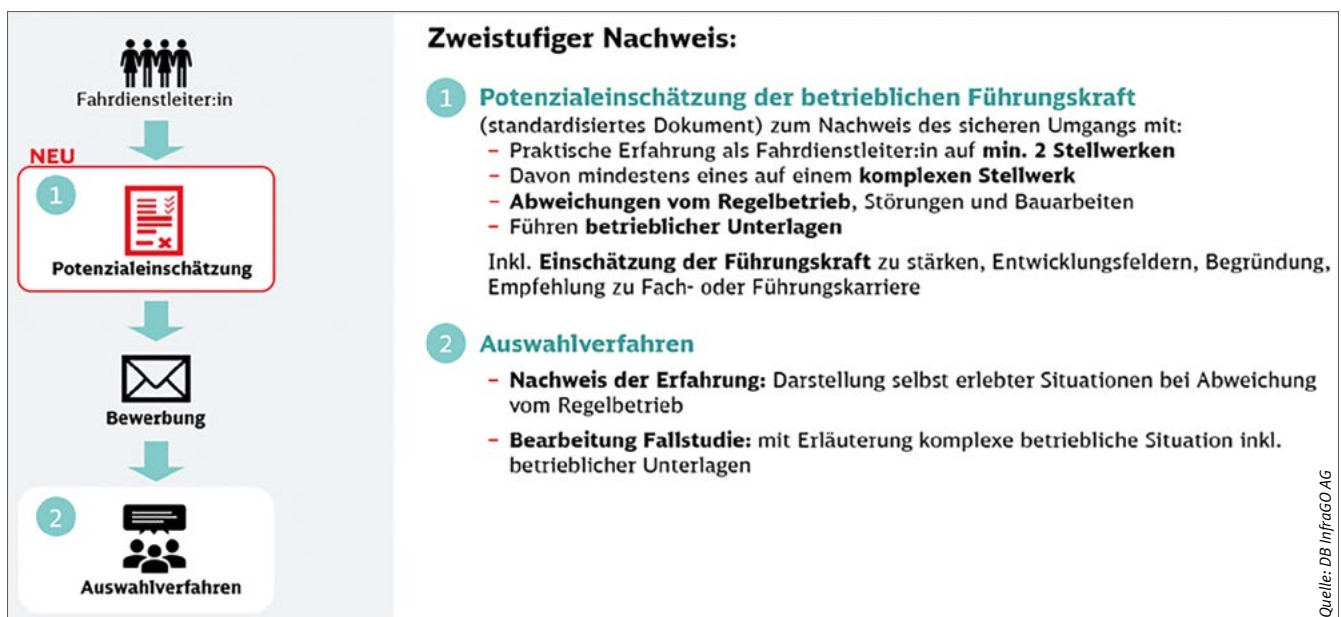 Fahrdienstleiter:in
NEU
1
Potenzialeinschätzung
Bewerbung
2
Auswahlverfahren
Zweistufiger Nachweis:
1 Potenzialeinschätzung der betrieblichen Führungskraft
(standardisiertes Dokument) zum Nachweis des sicheren Umgangs mit:
– Praktische Erfahrung als Fahrdienstleiter:in auf min. 2 Stellwerken
– Davon mindestens eines auf einem komplexen Stellwerk
– Abweichungen vom Regelbetrieb, Störungen und Bauarbeiten
– Führen betrieblicher Unterlagen
Inkl. Einschätzung der Führungskraft zu stärken, Entwicklungsfeldern, Begründung,
Empfehlung zu Fach- oder Führungskarriere
2 Auswahlverfahren
– Nachweis der Erfahrung: Darstellung selbst erlebter Situationen bei Abweichung
vom Regelbetrieb
– Bearbeitung Fallstudie: mit Erläuterung komplexe betriebliche Situation inkl.
betrieblicher Unterlagen
Quelle: DB InfraGO AG